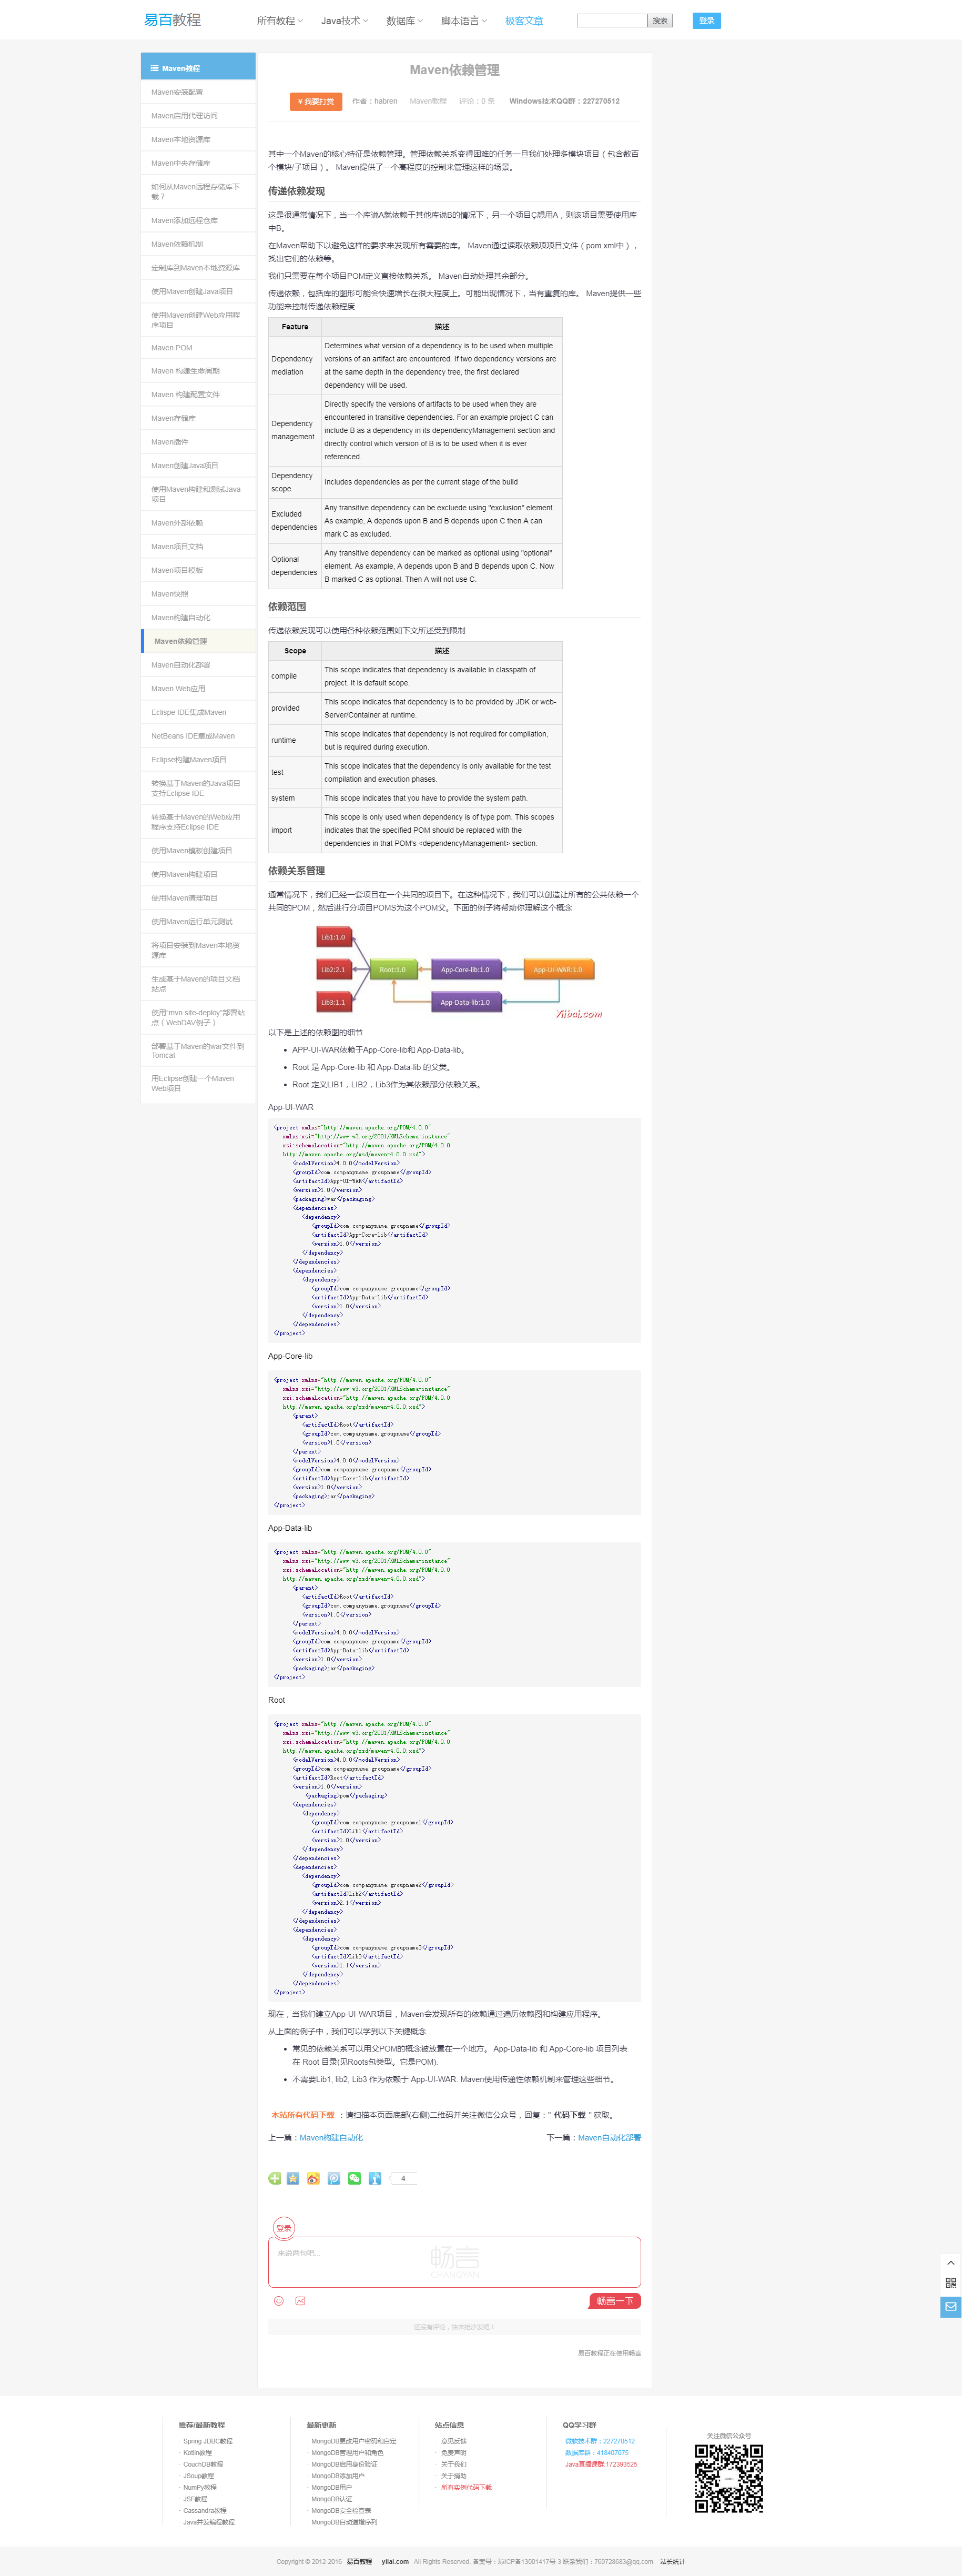 易百教程
所有教程 Java技术 数据库 脚本语言 极客文章 搜索 登录
Maven教程
Maven安装配置
Maven启用代理访问
Maven本地资源库
Maven中央存储库
如何从Maven远程存储库下
载？
Maven添加远程仓库
Maven依赖机制
定制库到Maven本地资源库
使用Maven创建Java项目
使用Maven创建Web应用程
序项目
Maven POM
Maven 构建生命周期
Maven 构建配置文件
Maven存储库
Maven插件
Maven创建Java项目
使用Maven构建和测试Java
项目
Maven外部依赖
Maven项目文档
Maven项目模板
Maven快照
Maven构建自动化
Maven依赖管理
Maven自动化部署
Maven Web应用
Eclispe IDE集成Maven
NetBeans IDE集成Maven
Eclipse构建Maven项目
转换基于Maven的Java项目
支持Eclipse IDE
转换基于Maven的Web应用
程序支持Eclipse IDE
使用Maven模板创建项目
使用Maven构建项目
使用Maven清理项目
使用Maven运行单元测试
将项目安装到Maven本地资
源库
生成基于Maven的项目文档
站点
使用“mvn site-deploy”部署站
点（WebDAV例子）
部署基于Maven的war文件到
Tomcat
用Eclipse创建一个Maven
Web项目
Maven依赖管理
¥ 我要打赏 作者：habren Maven教程 评论：0 条 Windows技术QQ群：227270512
其中一个Maven的核心特征是依赖管理。管理依赖关系变得困难的任务一旦我们处理多模块项目（包含数百
个模块/子项目）。 Maven提供了一个高程度的控制来管理这样的场景。
传递依赖发现
这是很通常情况下，当一个库说A就依赖于其他库说B的情况下，另一个项目Ç想用A，则该项目需要使用库
中B。
在Maven帮助下以避免这样的要求来发现所有需要的库。 Maven通过读取依赖项项目文件（pom.xml中），
找出它们的依赖等。
我们只需要在每个项目POM定义直接依赖关系。 Maven自动处理其余部分。
传递依赖，包括库的图形可能会快速增长在很大程度上。可能出现情况下，当有重复的库。 Maven提供一些
功能来控制传递依赖程度
Feature 描述
Dependency mediation Determines what version of a dependency is to be used when multiple
versions of an artifact are encountered. If two dependency versions are
at the same depth in the dependency tree, the first declared
dependency will be used.
Dependency management Directly specify the versions of artifacts to be used when they are
encountered in transitive dependencies. For an example project C can
include B as a dependency in its dependencyManagement section and
directly control which version of B is to be used when it is ever
referenced.
Dependency scope Includes dependencies as per the current stage of the build
Excluded dependencies Any transitive dependency can be excluede using "exclusion" element.
As example, A depends upon B and B depends upon C then A can
mark C as excluded.
Optional dependencies Any transitive dependency can be marked as optional using "optional"
element. As example, A depends upon B and B depends upon C. Now
B marked C as optional. Then A will not use C.
依赖范围
传递依赖发现可以使用各种依赖范围如下文所述受到限制
Scope 描述
compile This scope indicates that dependency is available in classpath of
project. It is default scope.
provided This scope indicates that dependency is to be provided by JDK or web-
Server/Container at runtime.
runtime This scope indicates that dependency is not required for compilation,
but is required during execution.
test This scope indicates that the dependency is only available for the test
compilation and execution phases.
system This scope indicates that you have to provide the system path.
import This scope is only used when dependency is of type pom. This scopes
indicates that the specified POM should be replaced with the
dependencies in that POM's <dependencyManagement> section.
依赖关系管理
通常情况下，我们已经一套项目在一个共同的项目下。在这种情况下，我们可以创造让所有的公共依赖一个
共同的POM，然后进行分项目POMS为这个POM父。下面的例子将帮助你理解这个概念
Lib1:1.0
Lib2:2.1 Root:1.0 App-Core-lib:1.0 App-UI-WAR:1.0
Lib3:1.1 App-Data-lib:1.0
Yiibai.com
以下是上述的依赖图的细节
APP-UI-WAR依赖于App-Core-lib和 App-Data-lib。
Root 是 App-Core-lib 和 App-Data-lib 的父类。
Root 定义LIB1，LIB2，Lib3作为其依赖部分依赖关系。
App-UI-WAR
<project xmlns="http://maven.apache.org/POM/4.0.0"
xmlns:xsi="http://www.w3.org/2001/XMLSchema-instance"
xsi:schemaLocation="http://maven.apache.org/POM/4.0.0
http://maven.apache.org/xsd/maven-4.0.0.xsd">
<modelVersion>4.0.0</modelVersion>
<groupId>com.companyname.groupname</groupId>
<artifactId>App-UI-WAR</artifactId>
<version>1.0</version>
<packaging>war</packaging>
<dependencies>
<dependency>
<groupId>com.companyname.groupname</groupId>
<artifactId>App-Core-lib</artifactId>
<version>1.0</version>
</dependency>
</dependencies>
<dependencies>
<dependency>
<groupId>com.companyname.groupname</groupId>
<artifactId>App-Data-lib</artifactId>
<version>1.0</version>
</dependency>
</dependencies>
</project>
App-Core-lib
<project xmlns="http://maven.apache.org/POM/4.0.0"
xmlns:xsi="http://www.w3.org/2001/XMLSchema-instance"
xsi:schemaLocation="http://maven.apache.org/POM/4.0.0
http://maven.apache.org/xsd/maven-4.0.0.xsd">
<parent>
<artifactId>Root</artifactId>
<groupId>com.companyname.groupname</groupId>
<version>1.0</version>
</parent>
<modelVersion>4.0.0</modelVersion>
<groupId>com.companyname.groupname</groupId>
<artifactId>App-Core-lib</artifactId>
<version>1.0</version>
<packaging>jar</packaging>
</project>
App-Data-lib
<project xmlns="http://maven.apache.org/POM/4.0.0"
xmlns:xsi="http://www.w3.org/2001/XMLSchema-instance"
xsi:schemaLocation="http://maven.apache.org/POM/4.0.0
http://maven.apache.org/xsd/maven-4.0.0.xsd">
<parent>
<artifactId>Root</artifactId>
<groupId>com.companyname.groupname</groupId>
<version>1.0</version>
</parent>
<modelVersion>4.0.0</modelVersion>
<groupId>com.companyname.groupname</groupId>
<artifactId>App-Data-lib</artifactId>
<version>1.0</version>
<packaging>jar</packaging>
</project>
Root
<project xmlns="http://maven.apache.org/POM/4.0.0"
xmlns:xsi="http://www.w3.org/2001/XMLSchema-instance"
xsi:schemaLocation="http://maven.apache.org/POM/4.0.0
http://maven.apache.org/xsd/maven-4.0.0.xsd">
<modelVersion>4.0.0</modelVersion>
<groupId>com.companyname.groupname</groupId>
<artifactId>Root</artifactId>
<version>1.0</version>
<packaging>pom</packaging>
<dependencies>
<dependency>
<groupId>com.companyname.groupname1</groupId>
<artifactId>Lib1</artifactId>
<version>1.0</version>
</dependency>
</dependencies>
<dependencies>
<dependency>
<groupId>com.companyname.groupname2</groupId>
<artifactId>Lib2</artifactId>
<version>2.1</version>
</dependency>
</dependencies>
<dependencies>
<dependency>
<groupId>com.companyname.groupname3</groupId>
<artifactId>Lib3</artifactId>
<version>1.1</version>
</dependency>
</dependencies>
</project>
现在，当我们建立App-UI-WAR项目，Maven会发现所有的依赖通过遍历依赖图和构建应用程序。
从上面的例子中，我们可以学到以下关键概念
常见的依赖关系可以用父POM的概念被放置在一个地方。 App-Data-lib 和 App-Core-lib 项目列表
在 Root 目录(见Roots包类型。它是POM).
不需要Lib1, lib2, Lib3 作为依赖于 App-UI-WAR. Maven使用传递性依赖机制来管理这些细节。
本站所有代码下载 ：请扫描本页面底部(右侧)二维码并关注微信公众号，回复：" 代码下载 " 获取。
上一篇：Maven构建自动化 下一篇：Maven自动化部署
4
登录
来说两句吧...
畅言
CHANGYAN
畅言一下
还没有评论，快来抢沙发吧！
易百教程正在使用畅言
推荐/最新教程
Spring JDBC教程
Kotlin教程
CouchDB教程
JSoup教程
NumPy教程
JSF教程
Cassandra教程
Java并发编程教程
最新更新
MongoDB更改用户密码和自定
MongoDB管理用户和角色
MongoDB启用身份验证
MongoDB添加用户
MongoDB用户
MongoDB认证
MongoDB安全检查表
MongoDB自动递增序列
站点信息
意见反馈
免责声明
关于我们
关于捐助
所有实例代码下载
QQ学习群
微软技术群：227270512
数据库群：418407075
Java直播课群:172393525
关注微信公众号
Copyright © 2012-2016 易百教程 yiiai.com All Rights Reserved. 备案号：琼ICP备13001417号-3 联系我们：769728683@qq.com 站长统计